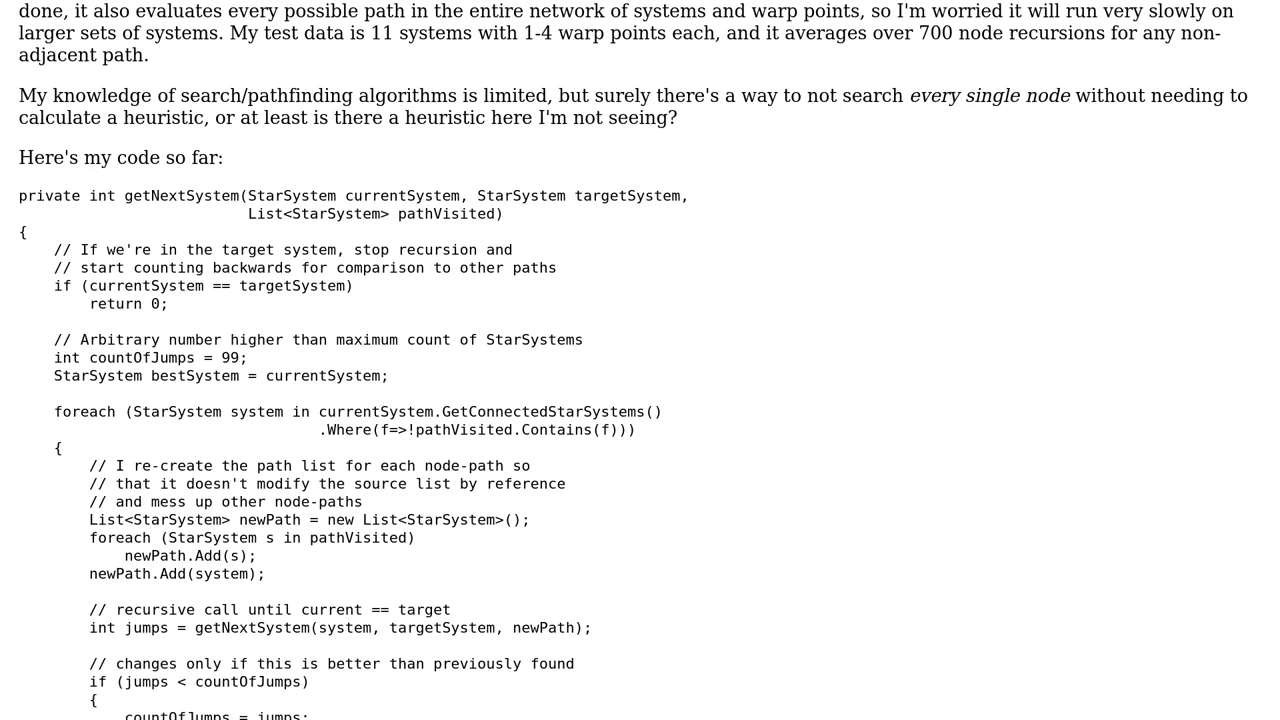 done, it also evaluates every possible path in the entire network of systems and warp points, so I'm worried it will run very slowly on
larger sets of systems. My test data is 11 systems with 1-4 warp points each, and it averages over 700 node recursions for any non-
adjacent path.
My knowledge of search/pathfinding algorithms is limited, but surely there's a way to not search every single node without needing to
calculate a heuristic, or at least is there a heuristic here I'm not seeing?
Here's my code so far:
private int getNextSystem(StarSystem currentSystem, StarSystem targetSystem,
                          List<StarSystem> pathVisited)
{
    // If we're in the target system, stop recursion and
    // start counting backwards for comparison to other paths
    if (currentSystem == targetSystem)
        return 0;
    // Arbitrary number higher than maximum count of StarSystems
    int countOfJumps = 99;
    StarSystem bestSystem = currentSystem;
    foreach (StarSystem system in currentSystem.GetConnectedStarSystems()
                                  .Where(f=>!pathVisited.Contains(f)))
    {
        // I re-create the path list for each node-path so
        // that it doesn't modify the source list by reference
        // and mess up other node-paths
        List<StarSystem> newPath = new List<StarSystem>();
        foreach (StarSystem s in pathVisited)
            newPath.Add(s);
        newPath.Add(system);
        // recursive call until current == target
        int jumps = getNextSystem(system, targetSystem, newPath);
        // changes only if this is better than previously found
        if (jumps < countOfJumps)
        {
            countOfJumps = jumps;